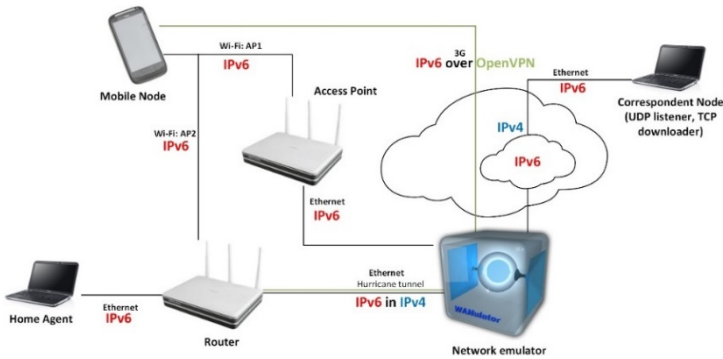 3G
IPv6 over OpenVPN
Wi-Fi: AP1
IPv6
Mobile Node
Access Point
Ethernet
IPv6
Correspondent Node
(UDP listener, TCP
downloader)
IPv4
IPv6
Wi-Fi: AP2
IPv6
Ethernet
IPv6
Ethernet
Hurricane tunnel
IPv6 in IPv4
Ethernet
IPv6
Home Agent
Router
WANulator
Network emulator